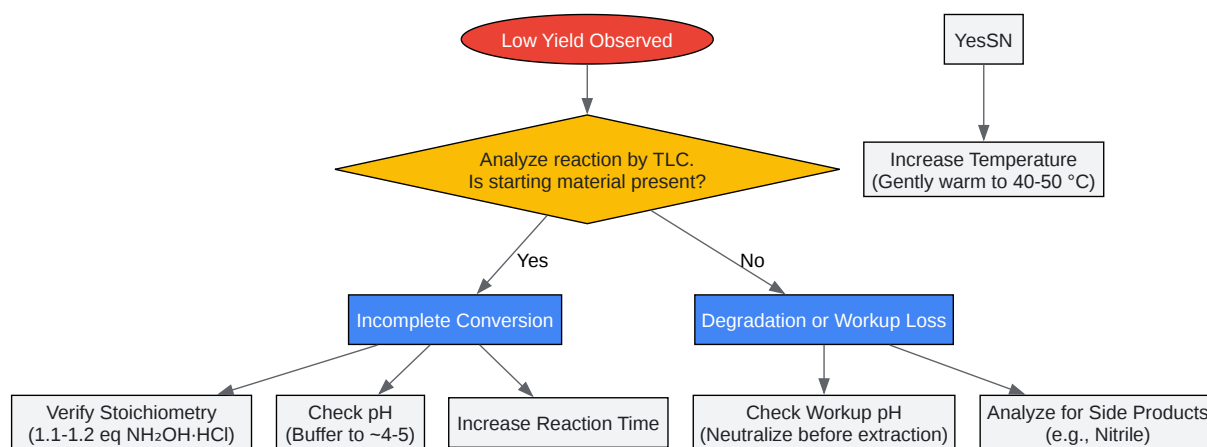 Low Yield Observed
YesSN
Analyze reaction by TLC.
Is starting material present?
Increase Temperature
(Gently warm to 40-50 °C)
Yes
No
Incomplete Conversion
Degradation or Workup Loss
Verify Stoichiometry
(1.1-1.2 eq NH₂OH·HCl)
Check pH
(Buffer to ~4-5)
Increase Reaction Time
Check Workup pH
(Neutralize before extraction)
Analyze for Side Products
(e.g., Nitrile)